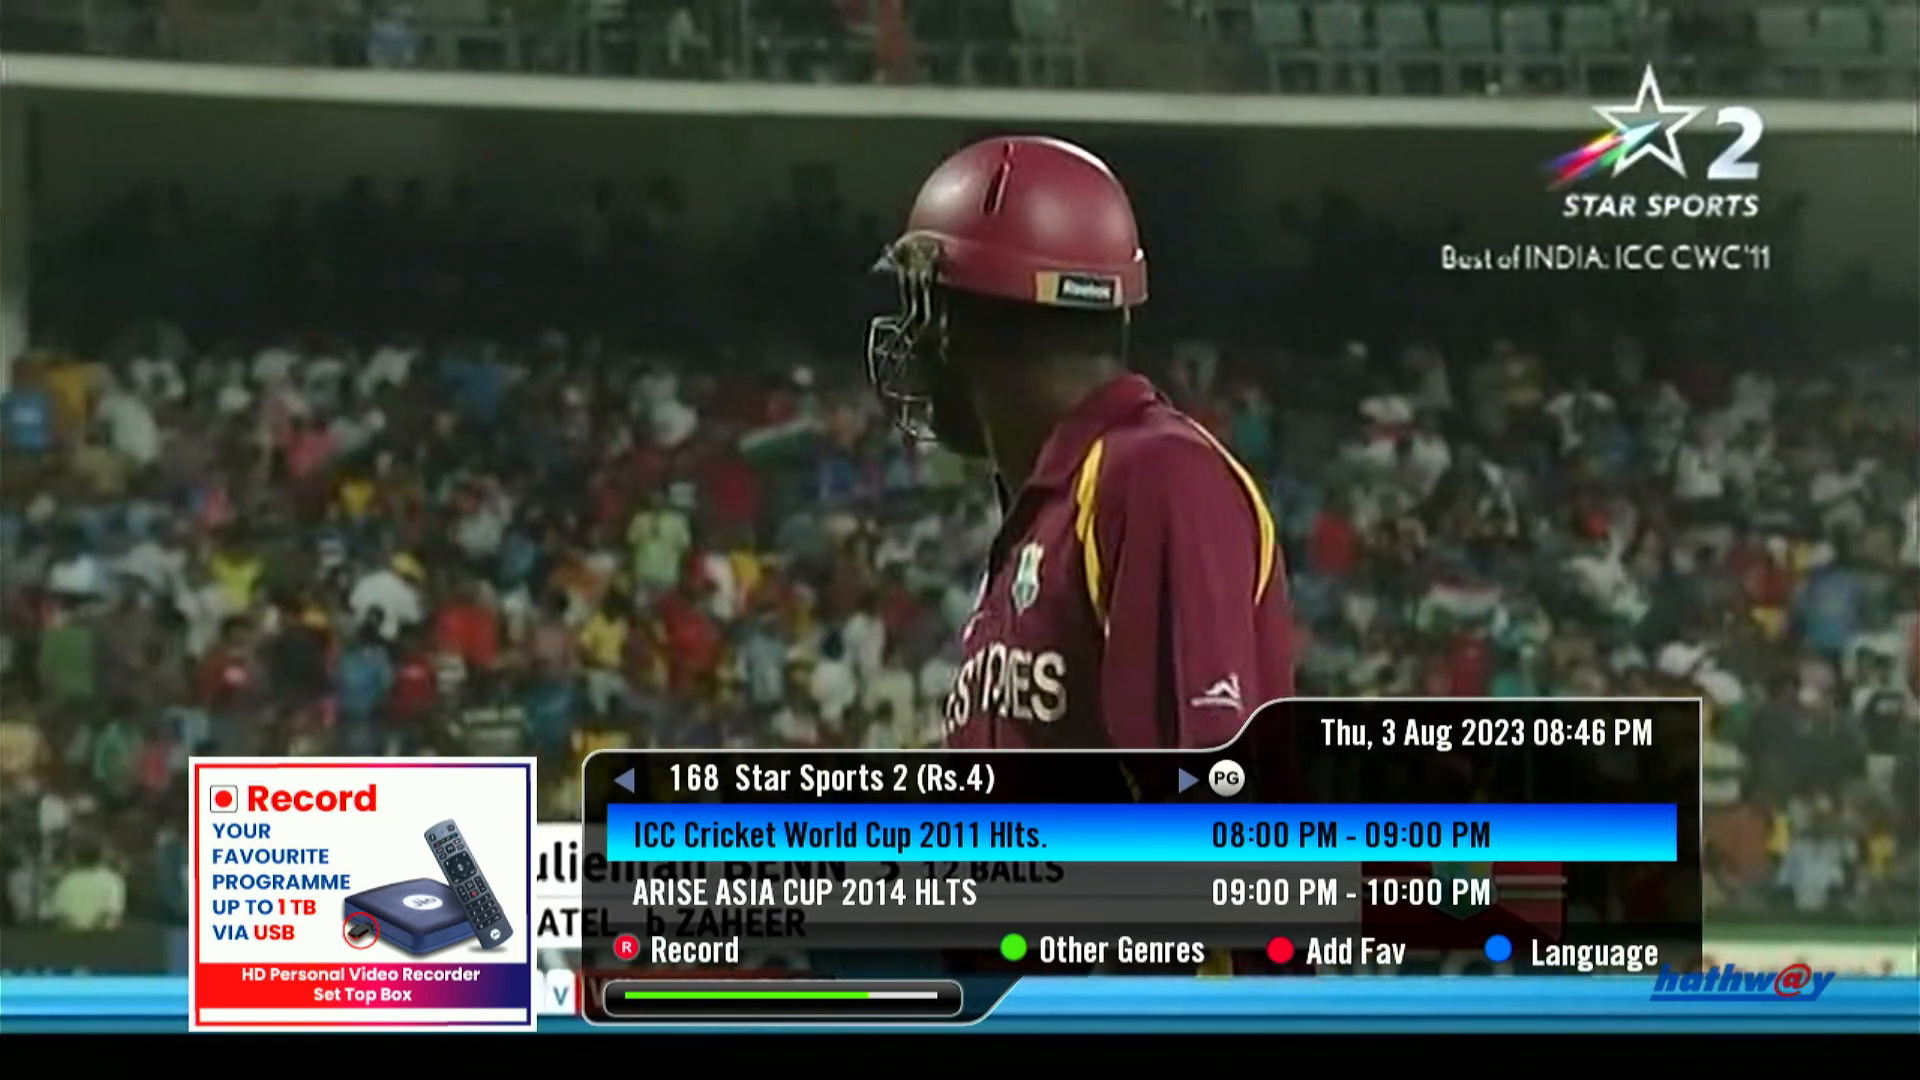 2
STAR SPORTS
Best of INDIA: ICC CWC'11
Reebok
Thu, 3 Aug 2023 08:46 PM
168 Star Sports 2 (Rs.4)
PG
ICC Cricket World Cup 2011 Hlts. 08:00 PM - 09:00 PM
BENN 3 12 BALLS
ARISE ASIA CUP 2014 HLTS 09:00 PM - 10:00 PM
b ZAHEER
R Record Other Genres Add Fav Language
hathw@y
V
Record
YOUR
FAVOURITE
PROGRAMME
UP TO 1 TB
VIA USB
Jio
HD Personal Video Recorder
Set Top Box